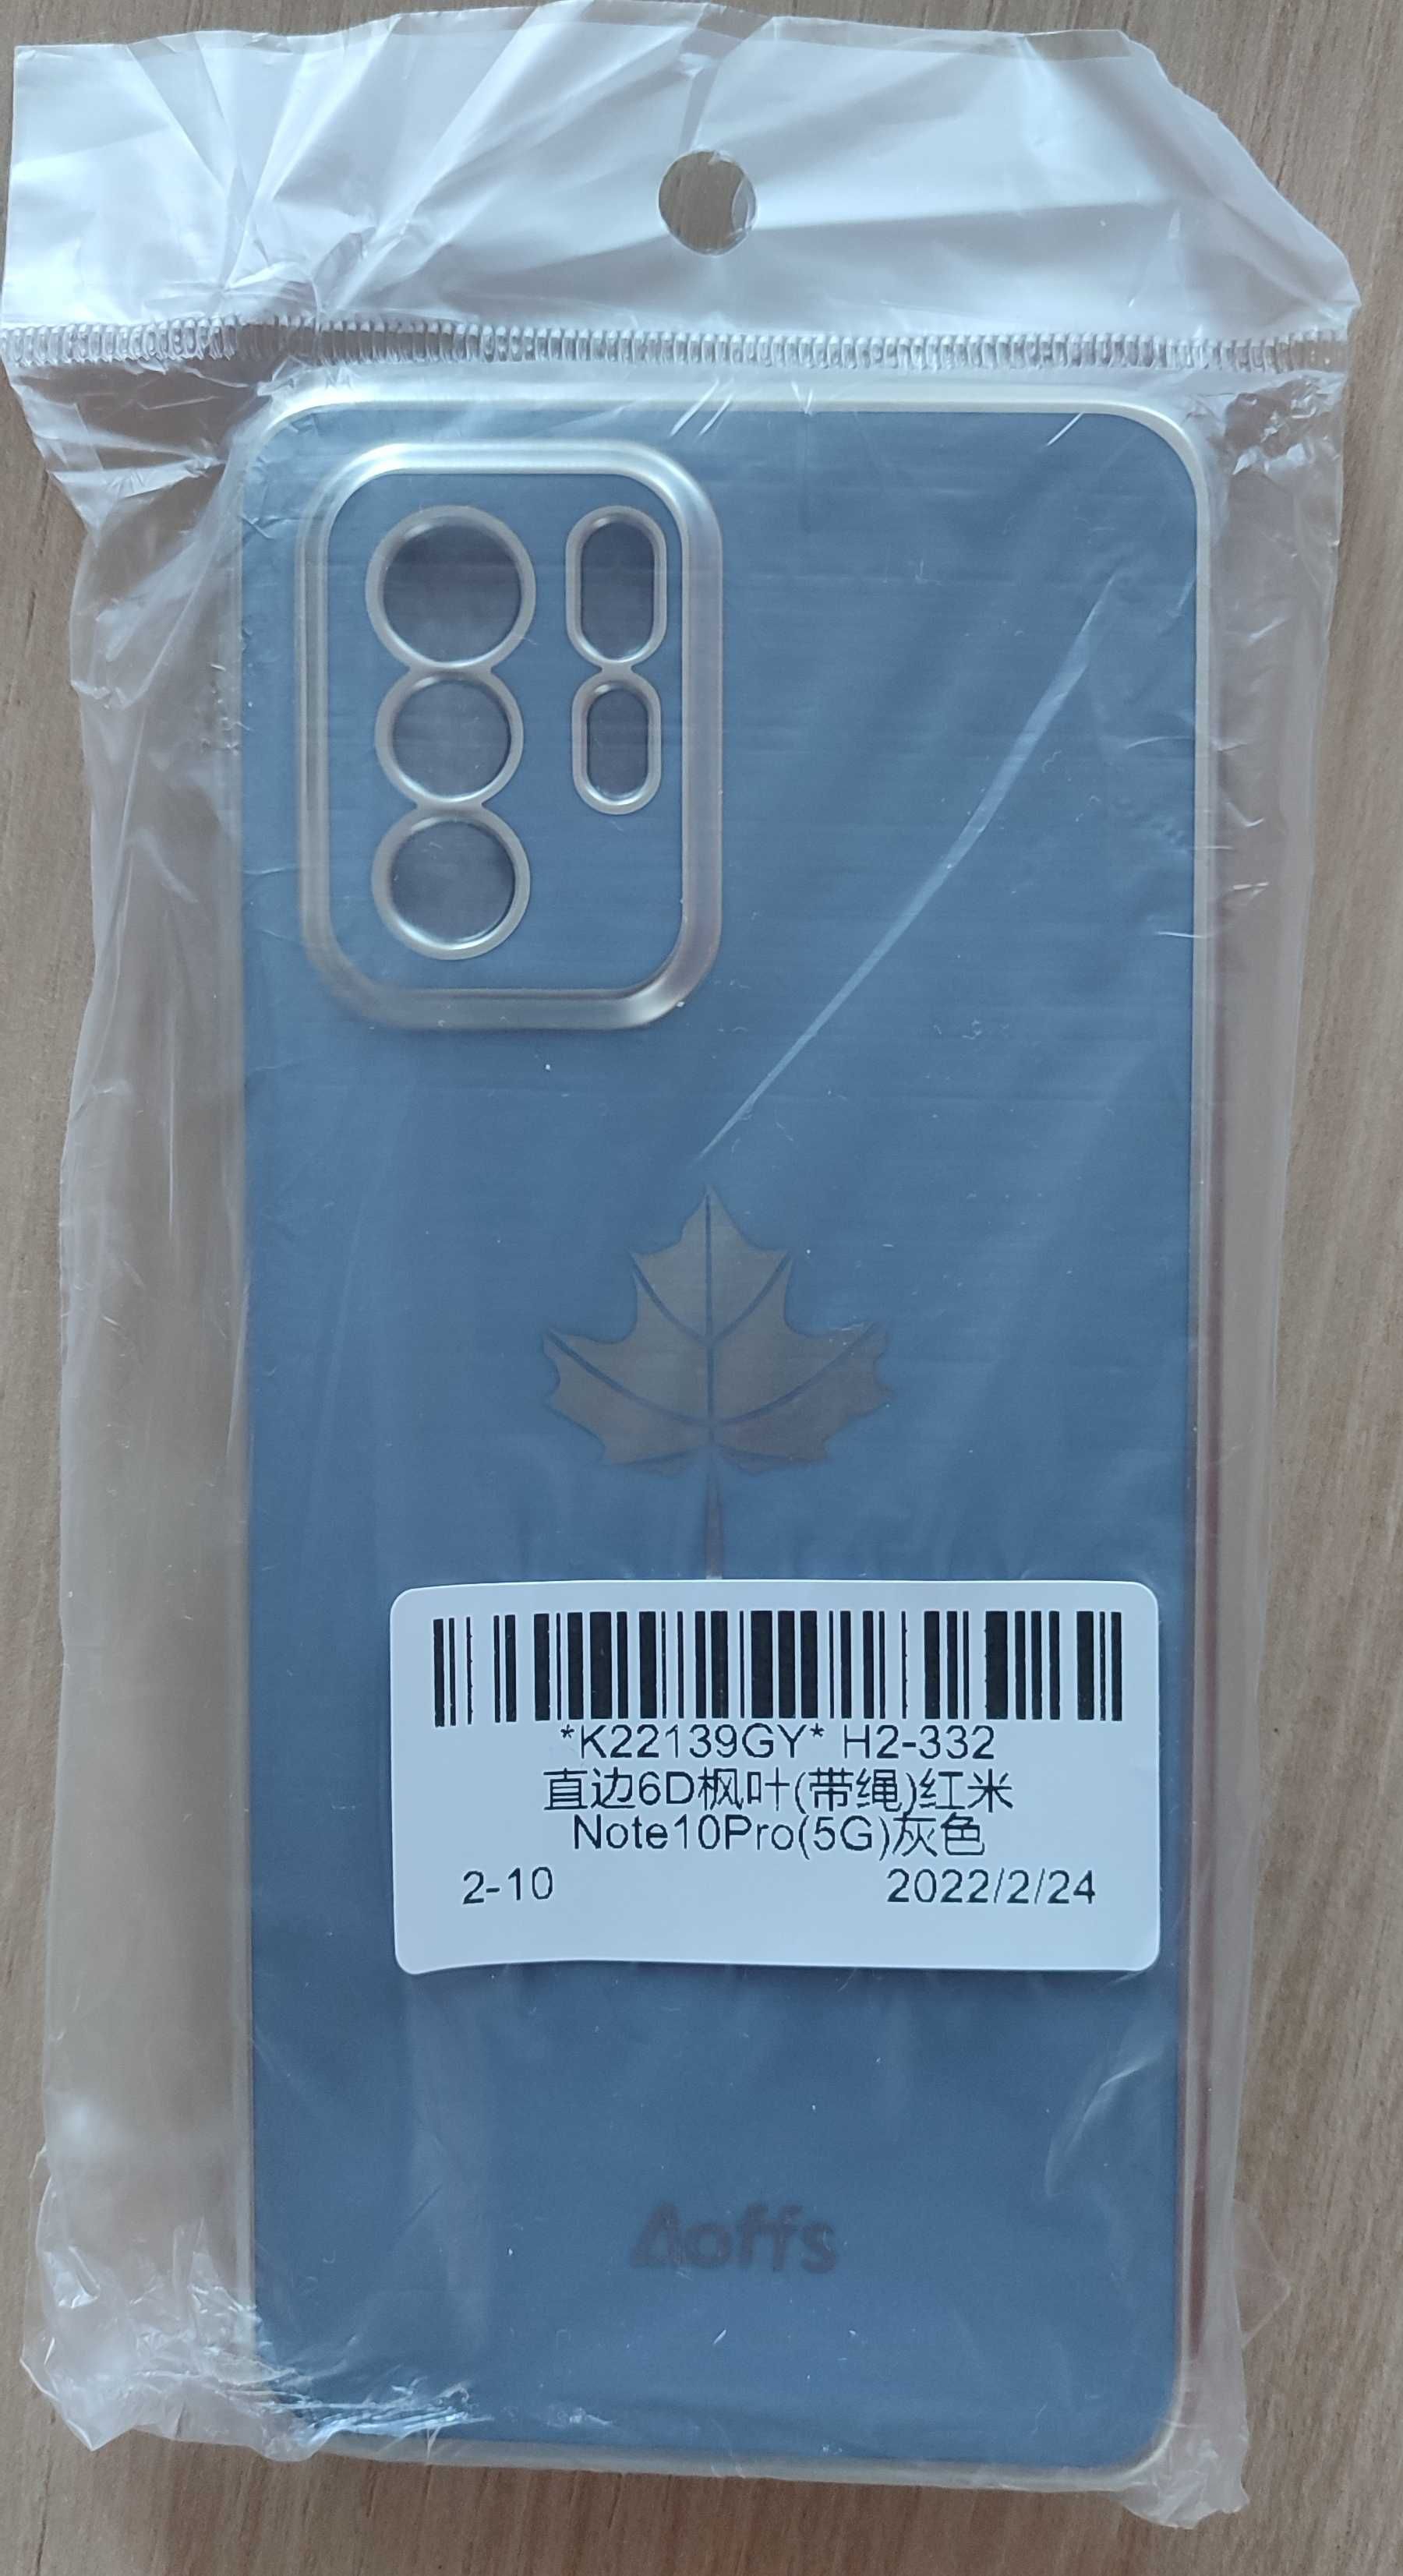 *K22139GY* H2-332
直边6D枫叶(带绳)红米
Note10Pro(5G)灰色
2-10 2022/2/24
Aoffs